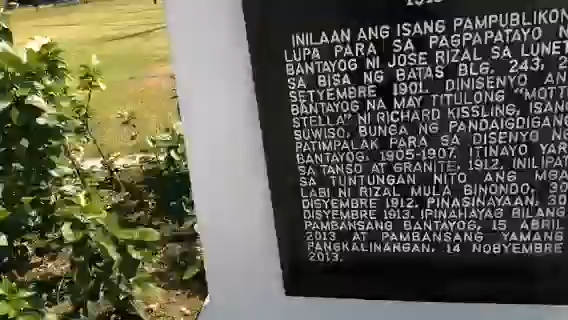 INILAAN ANG ISANG PAMPUBLIKON
LUPA PARA SA PAGPAPATAYO N
BANTAYOG NI JOSE RIZAL SA LUNET
SA BISA NG BATAS BLG. 243, 2
SETYEMBRE 1901. DINISENYO AN
BANTAYOG NA MAY TITULONG "MOTT
STELLA" NI RICHARD KISSLING, ISAN
SUWISO, BUNGA NG PANDAIGDIGAN
PATIMPALAK PARA SA DISENYO NG
BANTAYOG, 1905-1907. ITINAYO YAR
SA TANSO AT GRANITE, 1912. INILIPAT
SA TUNTUNGAN NITO ANG MGA
LABI NI RIZAL MULA BINONDO, 30
DISYEMBRE 1912. PINASINAYAAN, 30
DISYEMBRE 1913. IPINAHAYAG BILANG
PAMBANSANG BANTAYOG, 15 ABRIL
2013 AT PAMBANSANG YAMANG
PANGKALINANGAN, 14 NOBYEMBRE
2013.